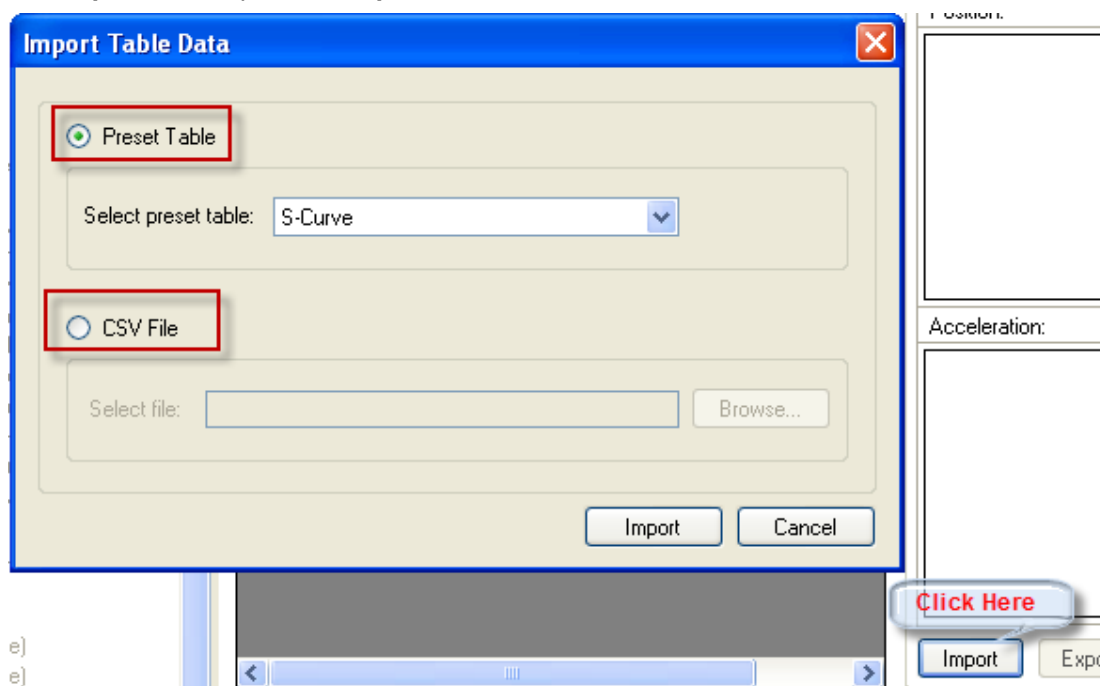 Import Table Data
Position:
Preset Table
Select preset table: S-Curve
CSV File
Acceleration:
Select file: Browse...
Import Cancel
Click Here
e)
Import
e)